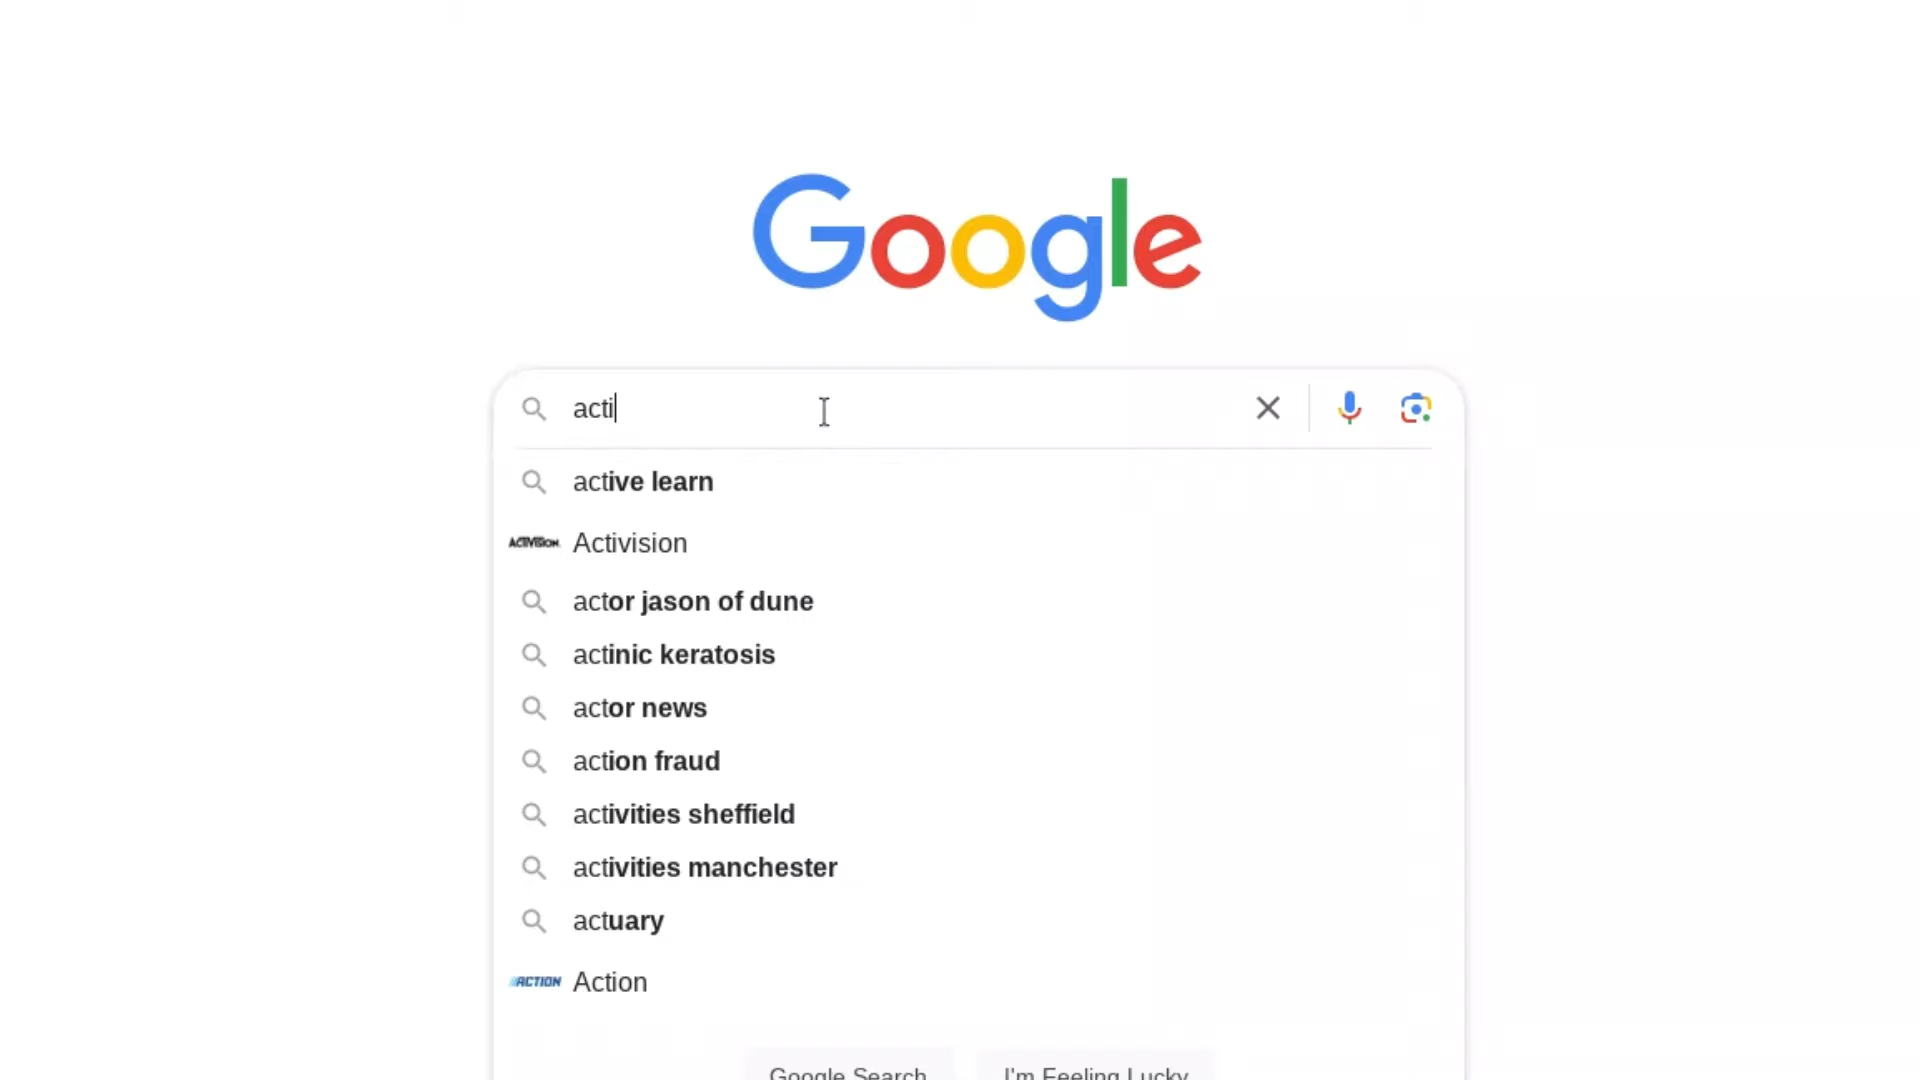 Google
acti
active learn
ACTIVISION
Activision
actor jason of dune
actinic keratosis
actor news
action fraud
activities sheffield
activities manchester
actuary
ACTION
Action
Google Search
I'm Feeling Lucky